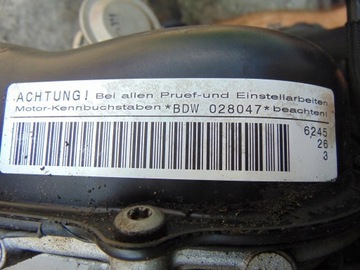 ACHTUNG! Bei allen Pruef-und Einstellarbeiten
Motor-Kennbuchstaben *BDW 028047* beachten!
6245
26
3